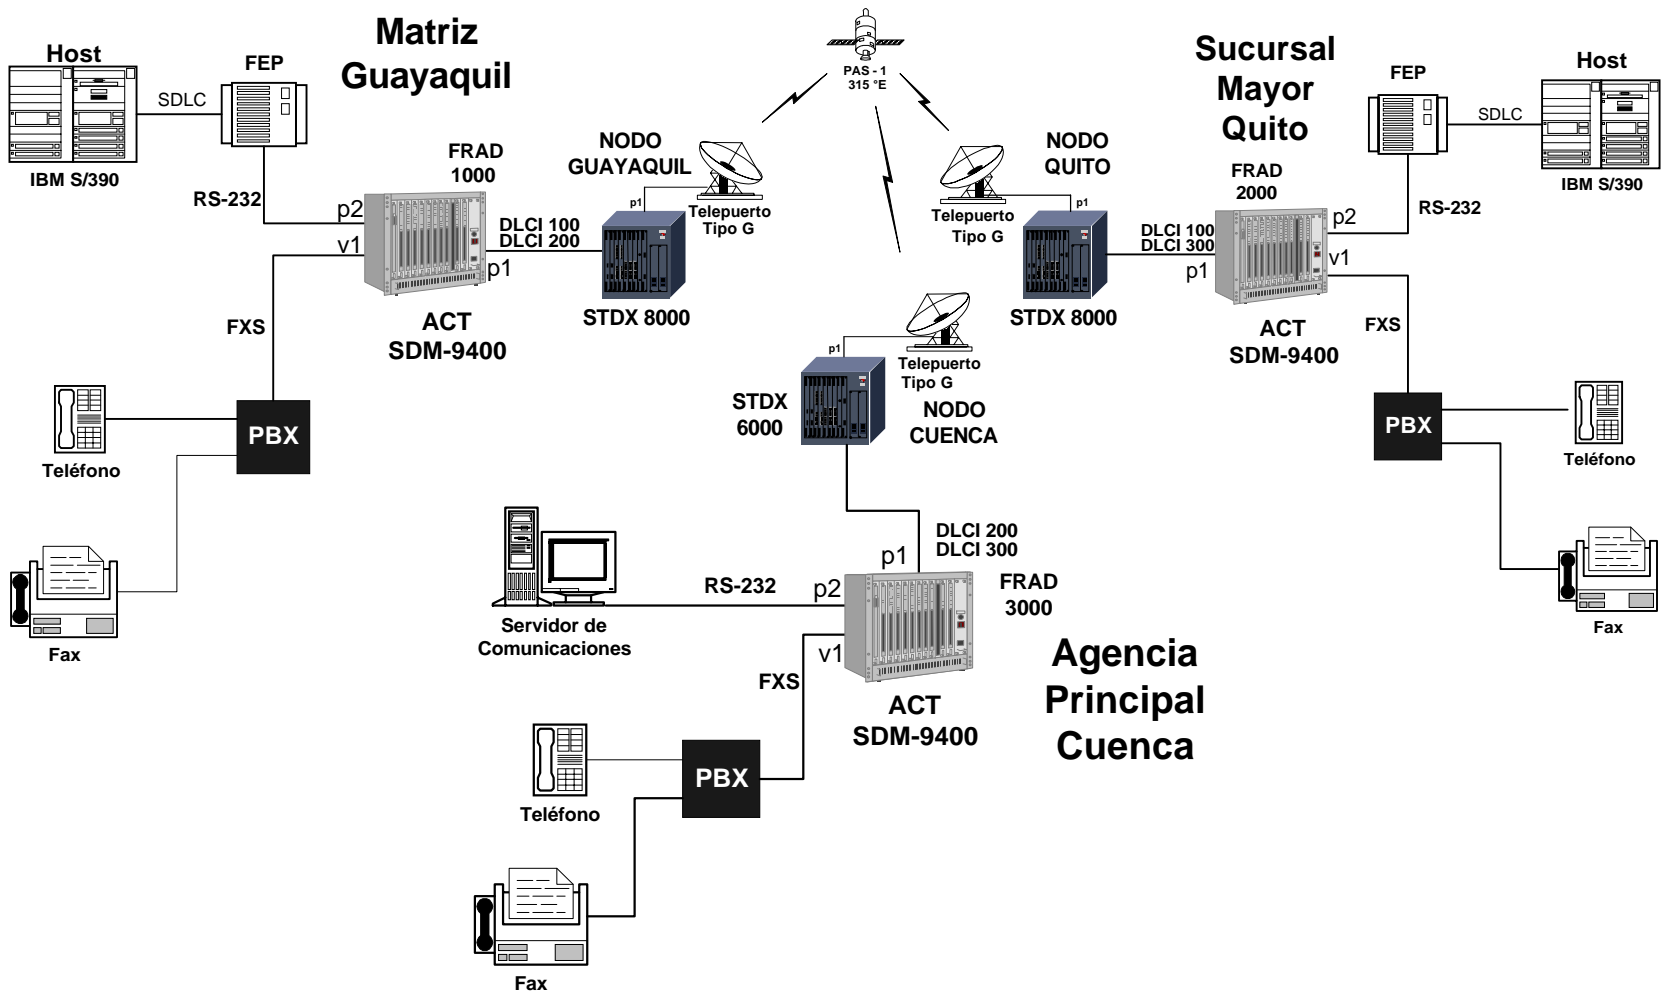 Matriz
Guayaquil
Host
SDLC
IBM S/390
FEP
RS-232
FRAD
1000
p2
v1
p1
DLCI 100
DLCI 200
ACT
SDM-9400
FXS
PBX
Teléfono
Fax
NODO
GUAYAQUIL
p1
Telepuerto
Tipo G
STDX 8000
PAS - 1
315 °E
Sucursal
Mayor
Quito
NODO
QUITO
p1
Telepuerto
Tipo G
STDX 8000
DLCI 100
DLCI 300
p1
FRAD
2000
p2
v1
ACT
SDM-9400
FEP
SDLC
Host
IBM S/390
RS-232
FXS
PBX
Teléfono
Fax
p1
Telepuerto
Tipo G
STDX
6000
NODO
CUENCA
DLCI 200
DLCI 300
p1
RS-232
p2
v1
FRAD
3000
Servidor de
Comunicaciones
FXS
ACT
SDM-9400
Agencia
Principal
Cuenca
PBX
Teléfono
Fax